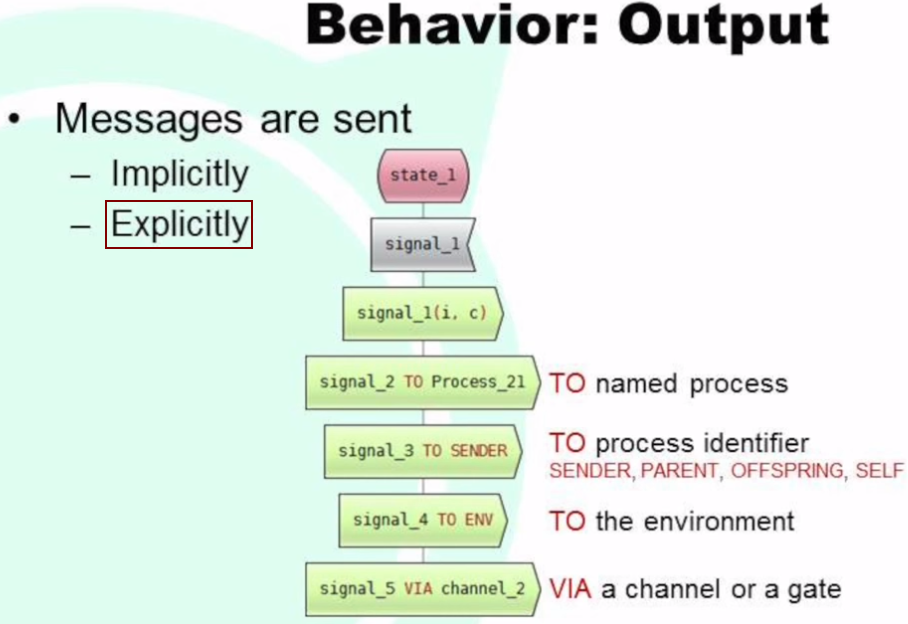 Behavior: Output
• Messages are sent
– Implicitly
– Explicitly
state_1
signal_1
signal_1(i, c)
signal_2 TO Process_21
TO named process
signal_3 TO SENDER
TO process identifier
SENDER, PARENT, OFFSPRING, SELF
signal_4 TO ENV
TO the environment
signal_5 VIA channel_2
VIA a channel or a gate